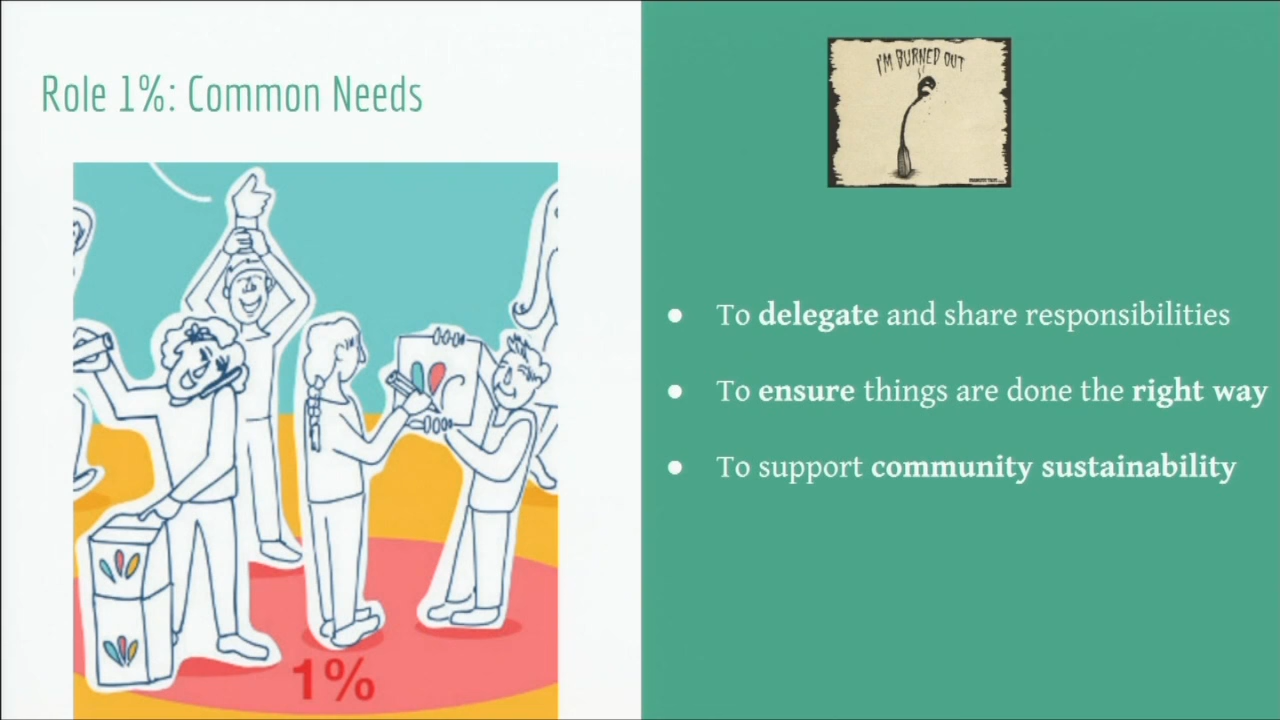 Role 1%: Common Needs
1%
I'M BURNED OUT
● To delegate and share responsibilities
● To ensure things are done the right way
● To support community sustainability